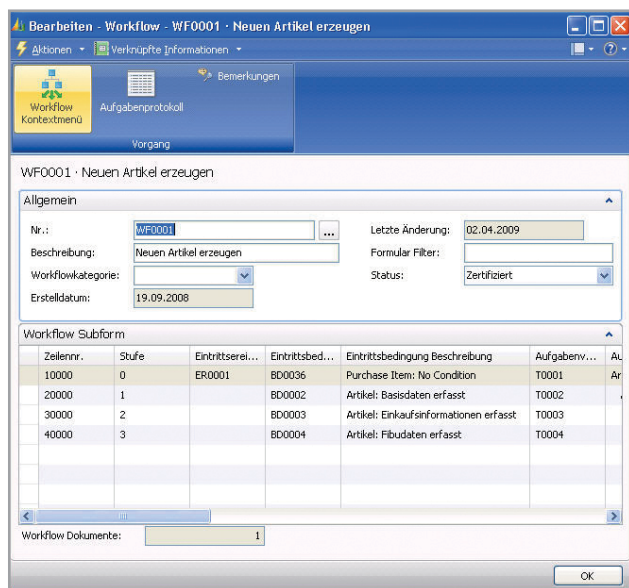 Bearbeiten - Workflow - WF0001 · Neuen Artikel erzeugen
Aktionen Verknüpfte Informationen
Workflow Kontextmenü
Aufgabenprotokoll
Bemerkungen
Vorgang
WF0001 · Neuen Artikel erzeugen
Allgemein
Nr.: WF0001 ... Letzte Änderung: 02.04.2009
Beschreibung: Neuen Artikel erzeugen Formular Filter:
Workflowkategorie: Status: Zertifiziert
Erstelldatum: 19.09.2008
Workflow Subform
Zeilennr. Stufe Eintrittserei... Eintrittsbed... Eintrittsbedingung Beschreibung Aufgabenv... Au
10000 0 ER0001 BD0036 Purchase Item: No Condition T0001 Ar
20000 1 BD0002 Artikel: Basisdaten erfasst T0002
30000 2 BD0003 Artikel: Einkaufsinformationen erfasst T0003
40000 3 BD0004 Artikel: Fibudaten erfasst T0004
Workflow Dokumente: 1
OK